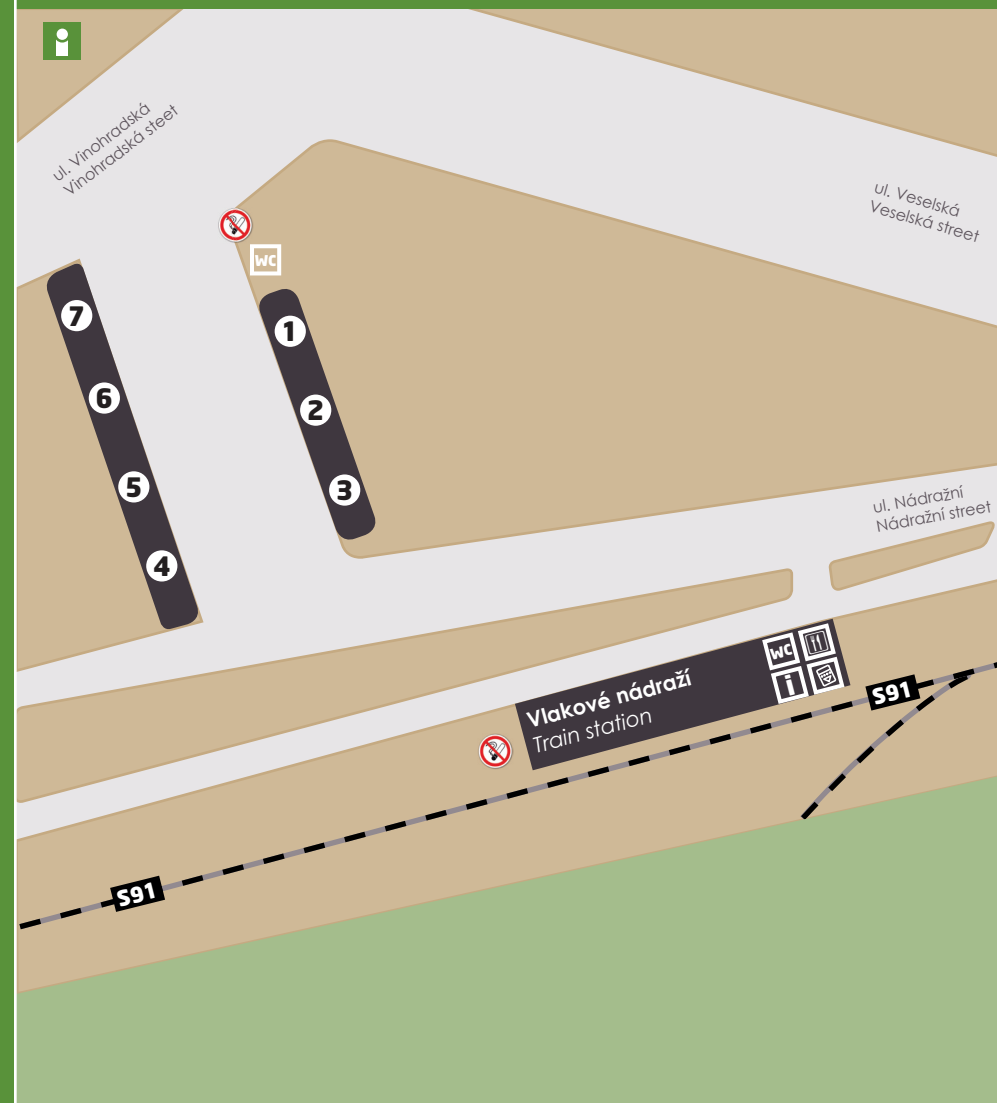 ul. Vinohradská
Vinohradská steet
ul. Veselská
Veselská street
WC
7
1
6
2
5
3
4
ul. Nádražní
Nádražní street
Vlakové nádraží
Train station
WC
i
S91
S91